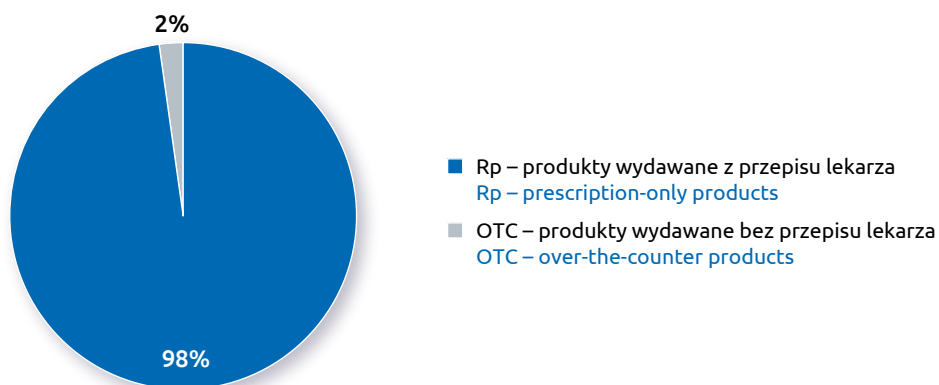 2%
98%
Rp – produkty wydawane z przepisu lekarza
Rp – prescription-only products
OTC – produkty wydawane bez przepisu lekarza
OTC – over-the-counter products